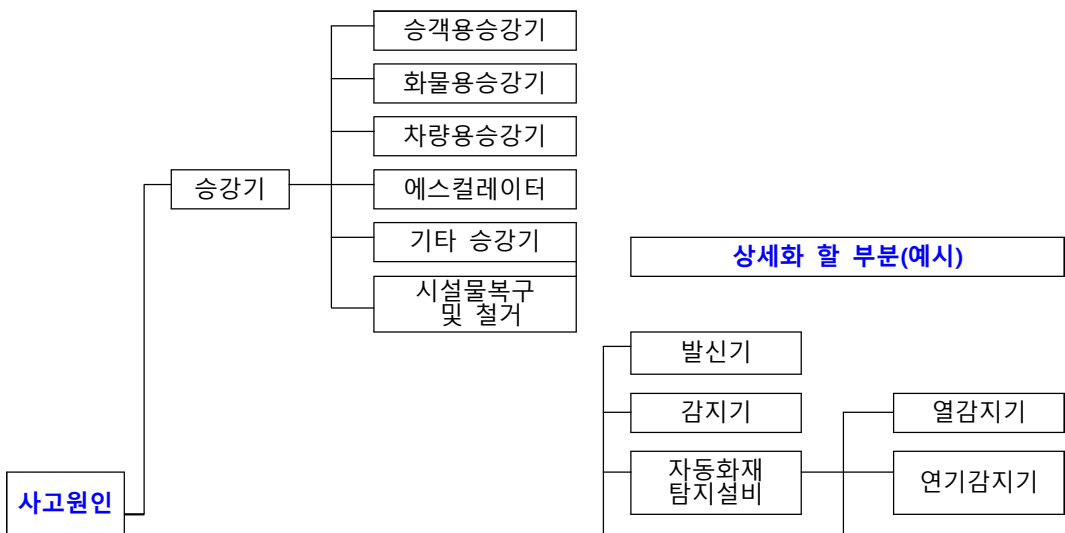 승객용승강기
화물용승강기
차량용승강기
승강기
에스컬레이터
기타 승강기
상세화 할 부분(예시)
시설물복구
및 철거
발신기
감지기
열감지기
자동화재
탐지설비
연기감지기
사고원인